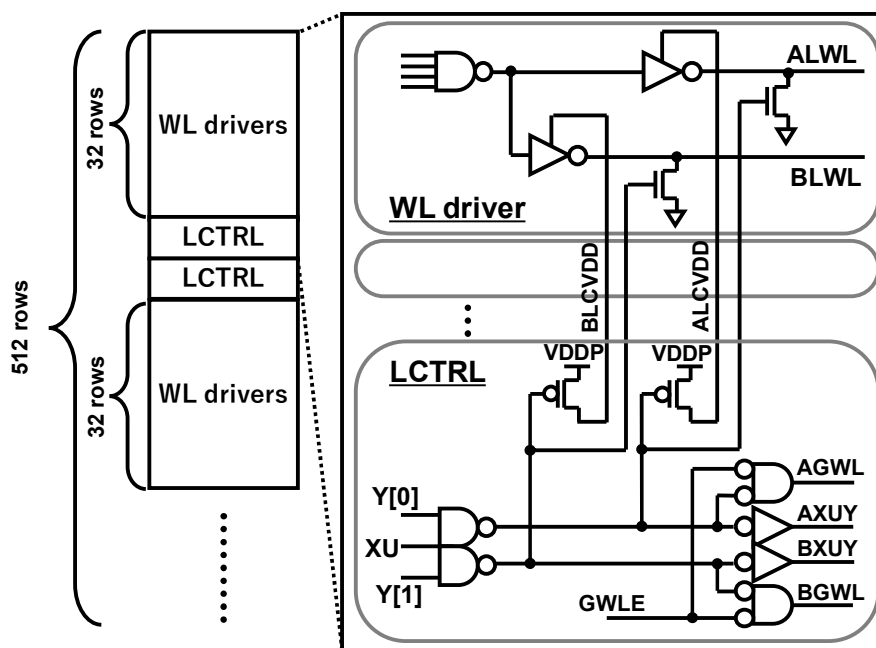 512 rows
32 rows
WL drivers
LCTRL
LCTRL
32 rows
WL drivers
ALWL
BLWL
WL driver
BLCVDD
ALCVDD
LCTRL
VDDP
VDDP
Y[0]
XU
Y[1]
GWLE
AGWL
AXUY
BXUY
BGWL